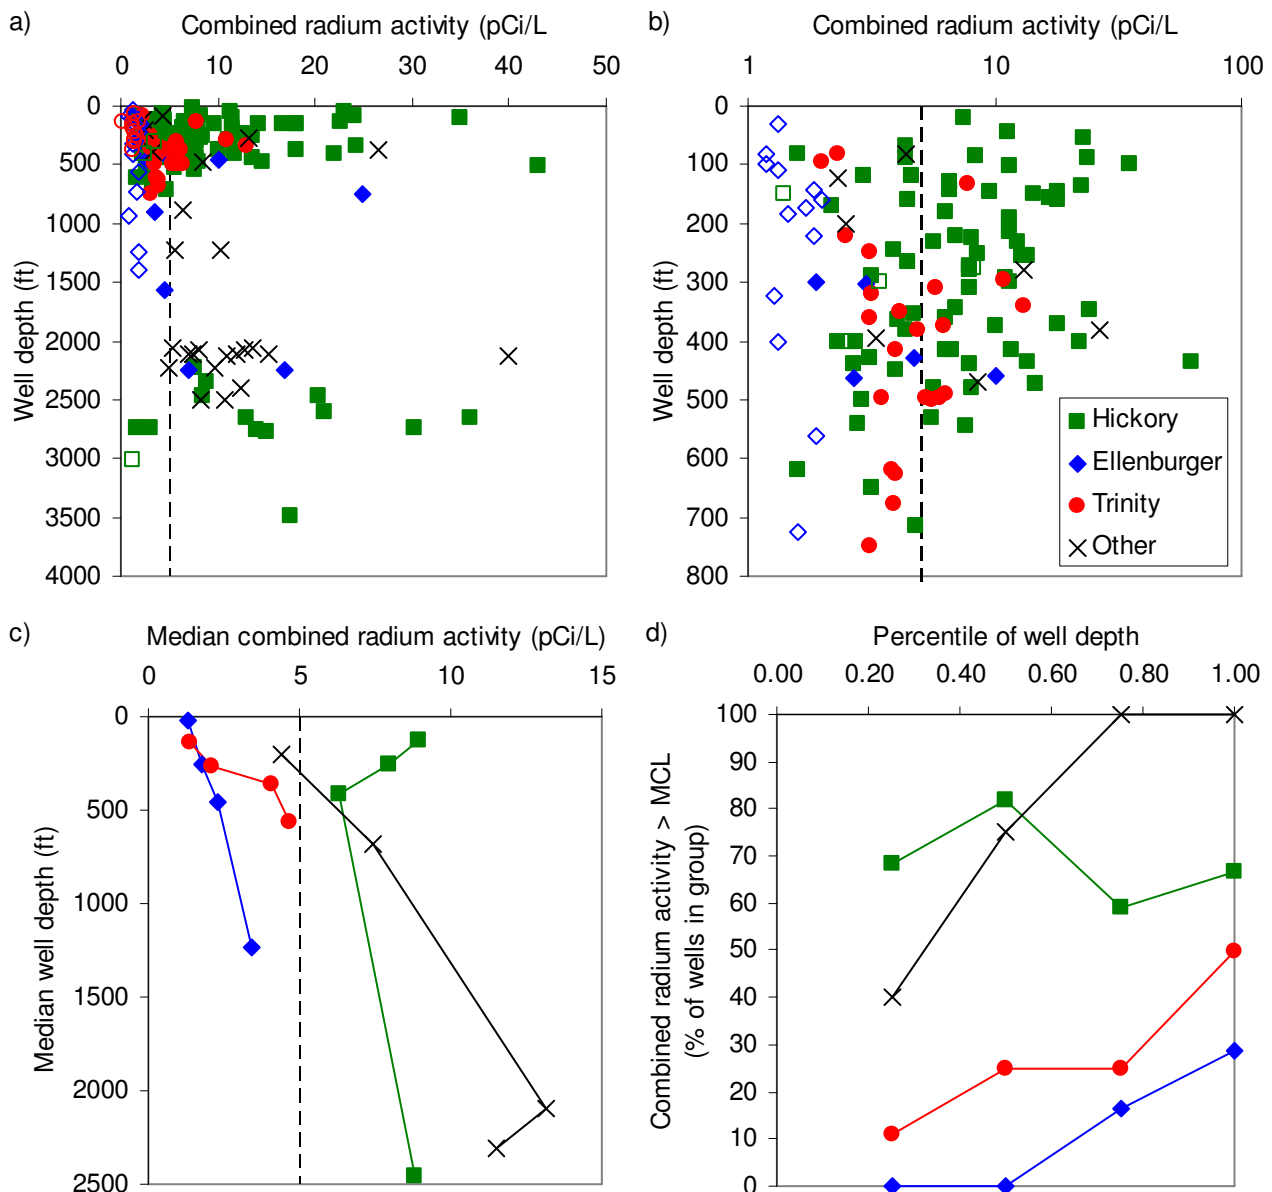 a)
Combined radium activity (pCi/L
0 10 20 30 40 50
Well depth (ft)
0
500
1000
1500
2000
2500
3000
3500
4000
b)
Combined radium activity (pCi/L
1 10 100
Well depth (ft)
0
100
200
300
400
500
600
700
800
Hickory
Ellenburger
Trinity
Other
c)
Median combined radium activity (pCi/L)
0 5 10 15
Median well depth (ft)
0
500
1000
1500
2000
2500
d)
Percentile of well depth
0.00 0.20 0.40 0.60 0.80 1.00
Combined radium activity > MCL
(% of wells in group)
100
90
80
70
60
50
40
30
20
10
0